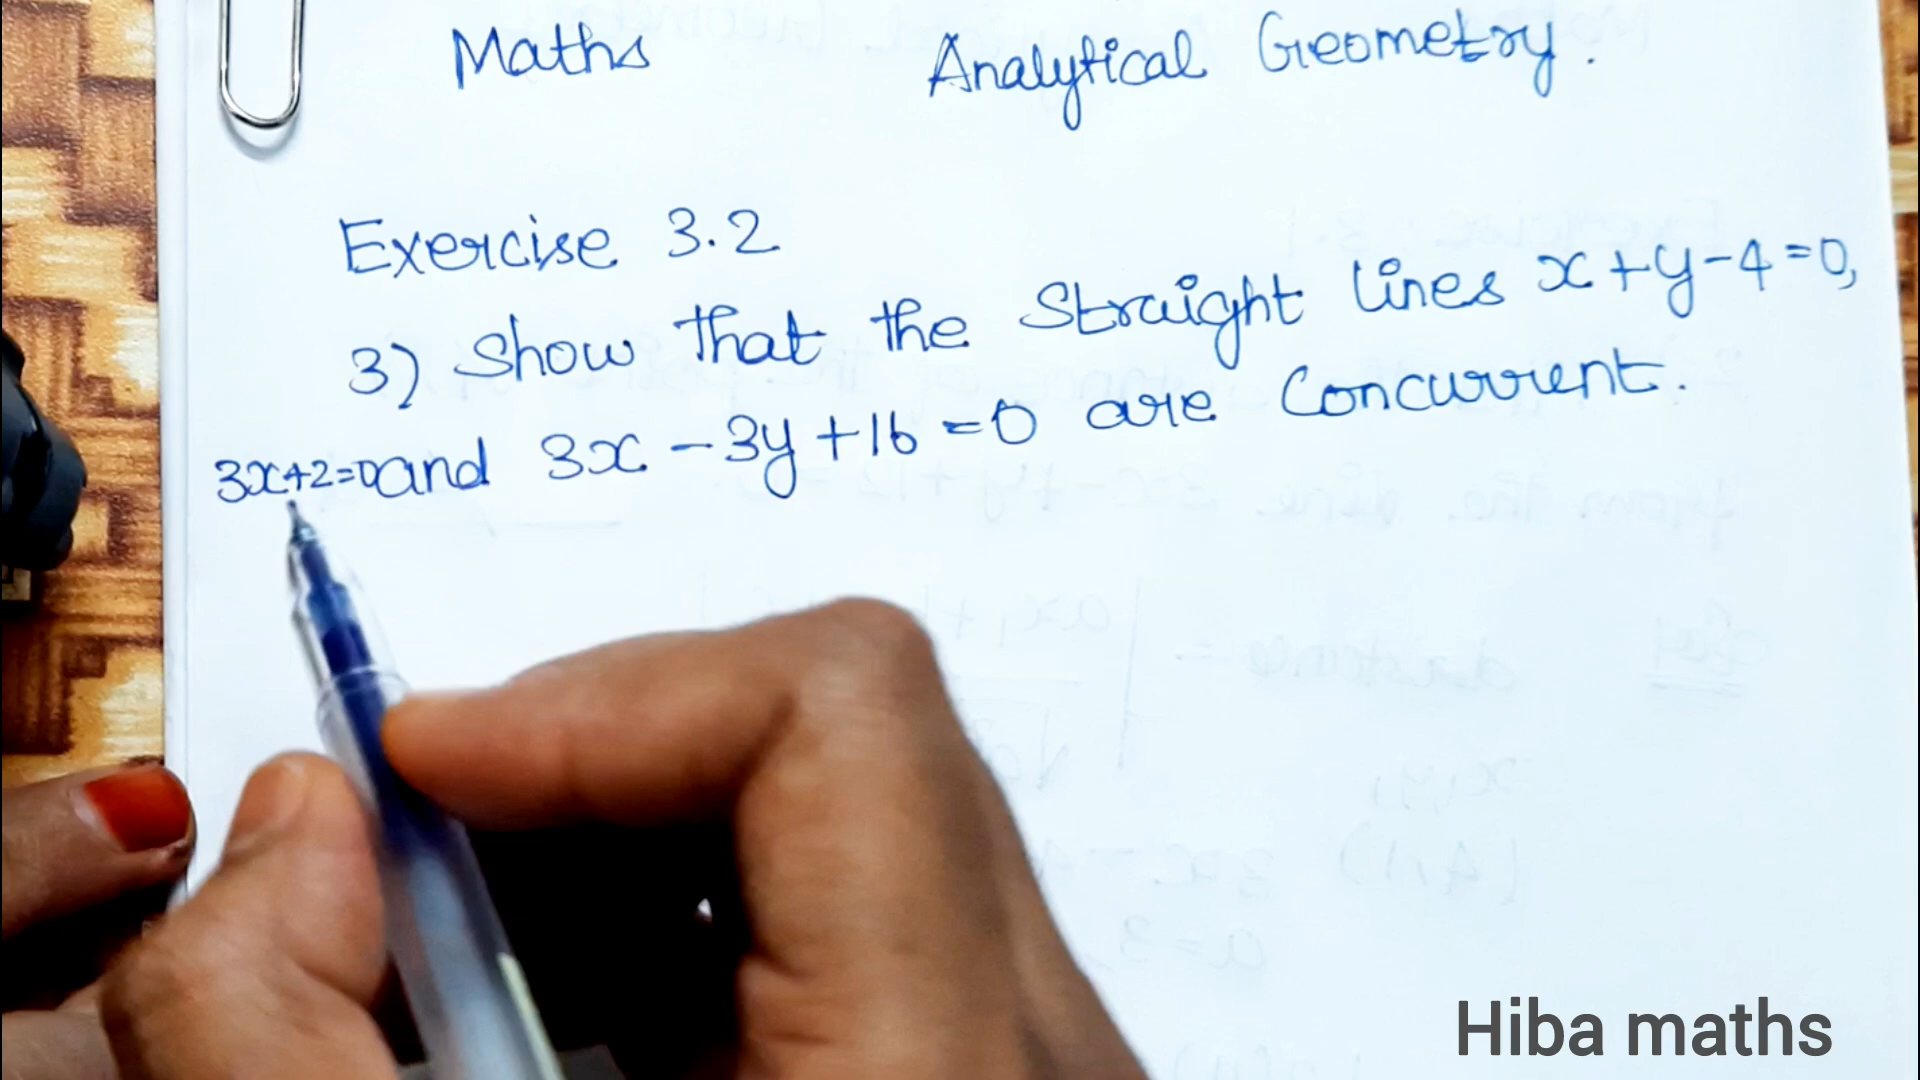 Maths Analytical Geometry.
Exercise 3.2
3) Show that the Straight lines x+y-4=0,
3x+2=0 and 3x-3y+16=0 are Concurrent.
Hiba maths